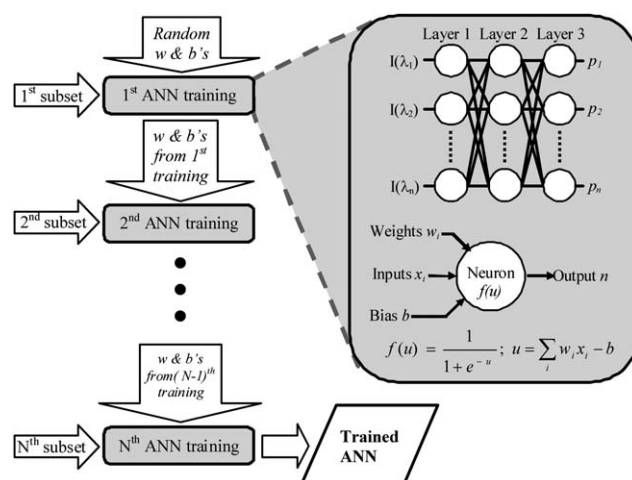 Random
w & b's
1st subset
1st ANN training
w & b's
from 1st
training
2nd subset
2nd ANN training
w & b's
from( N-1)th
training
Nth subset
Nth ANN training
Trained
ANN
Layer 1 Layer 2 Layer 3
I(λ1) p1
I(λ2) p2
I(λn) pn
Weights wi
Inputs xi
Bias b
Neuron
f(u)
Output n
f(u) = 1 / (1 + e^-u) ; u = ∑i wi xi − b